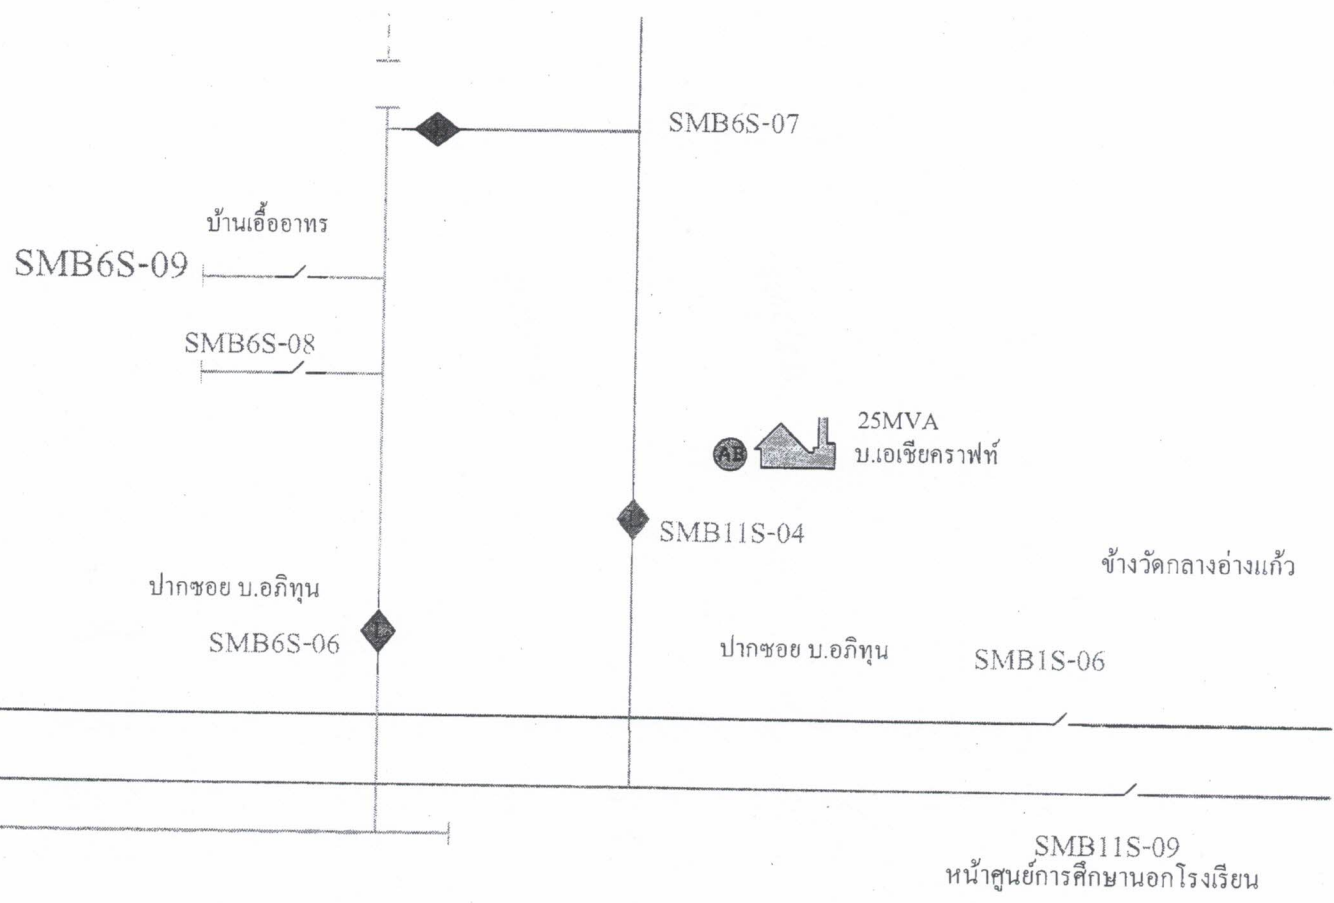 SMB6S-07
บ้านเอื้ออาทร
SMB6S-09
SMB6S-08
25MVA
AB
บ.เอเชียคราฟท์
L
SMB11S-04
ข้างวัดกลางอ่างแก้ว
ปากซอย บ.อภิทุน
L
SMB6S-06
ปากซอย บ.อภิทุน
SMB1S-06
SMB11S-09
หน้าศูนย์การศึกษานอกโรงเรียน